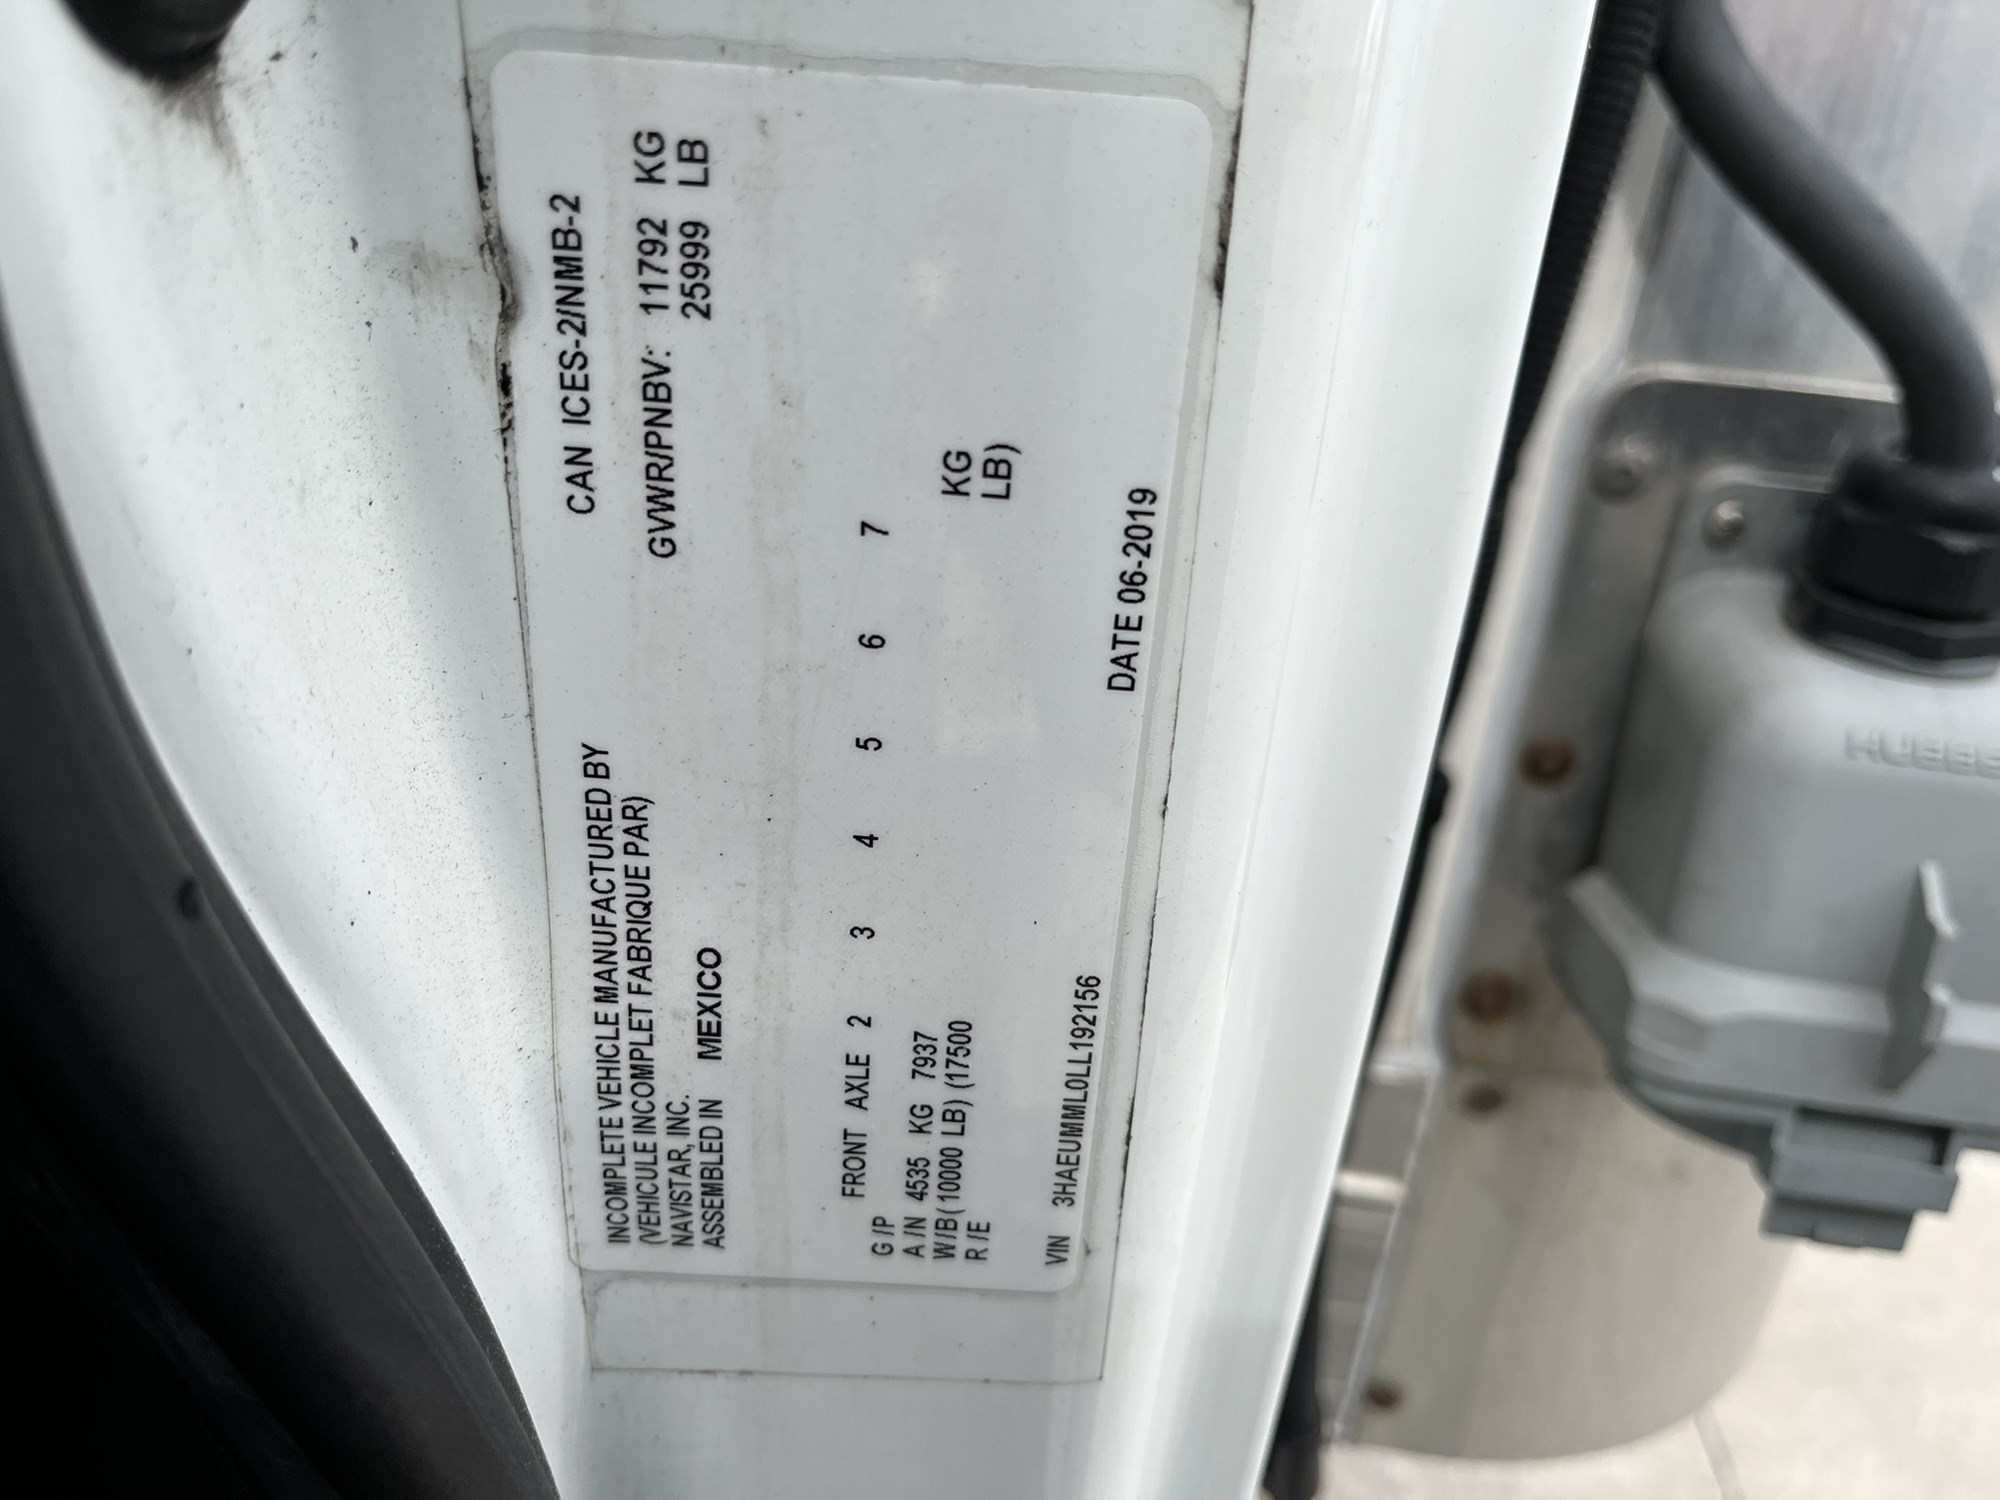 INCOMPLETE VEHICLE MANUFACTURED BY
(VEHICULE INCOMPLET FABRIQUE PAR)
NAVISTAR, INC.
ASSEMBLED IN MEXICO
CAN ICES-2/NMB-2
GVWR/PNBV: 11792 KG
25999 LB
FRONT AXLE 2 3 4 5 6 7
G/P
A/N 4535 KG 7937 KG
W/B( 10000 LB) (17500 LB)
R/E
VIN 3HAEUMML0LL192156
DATE 06-2019